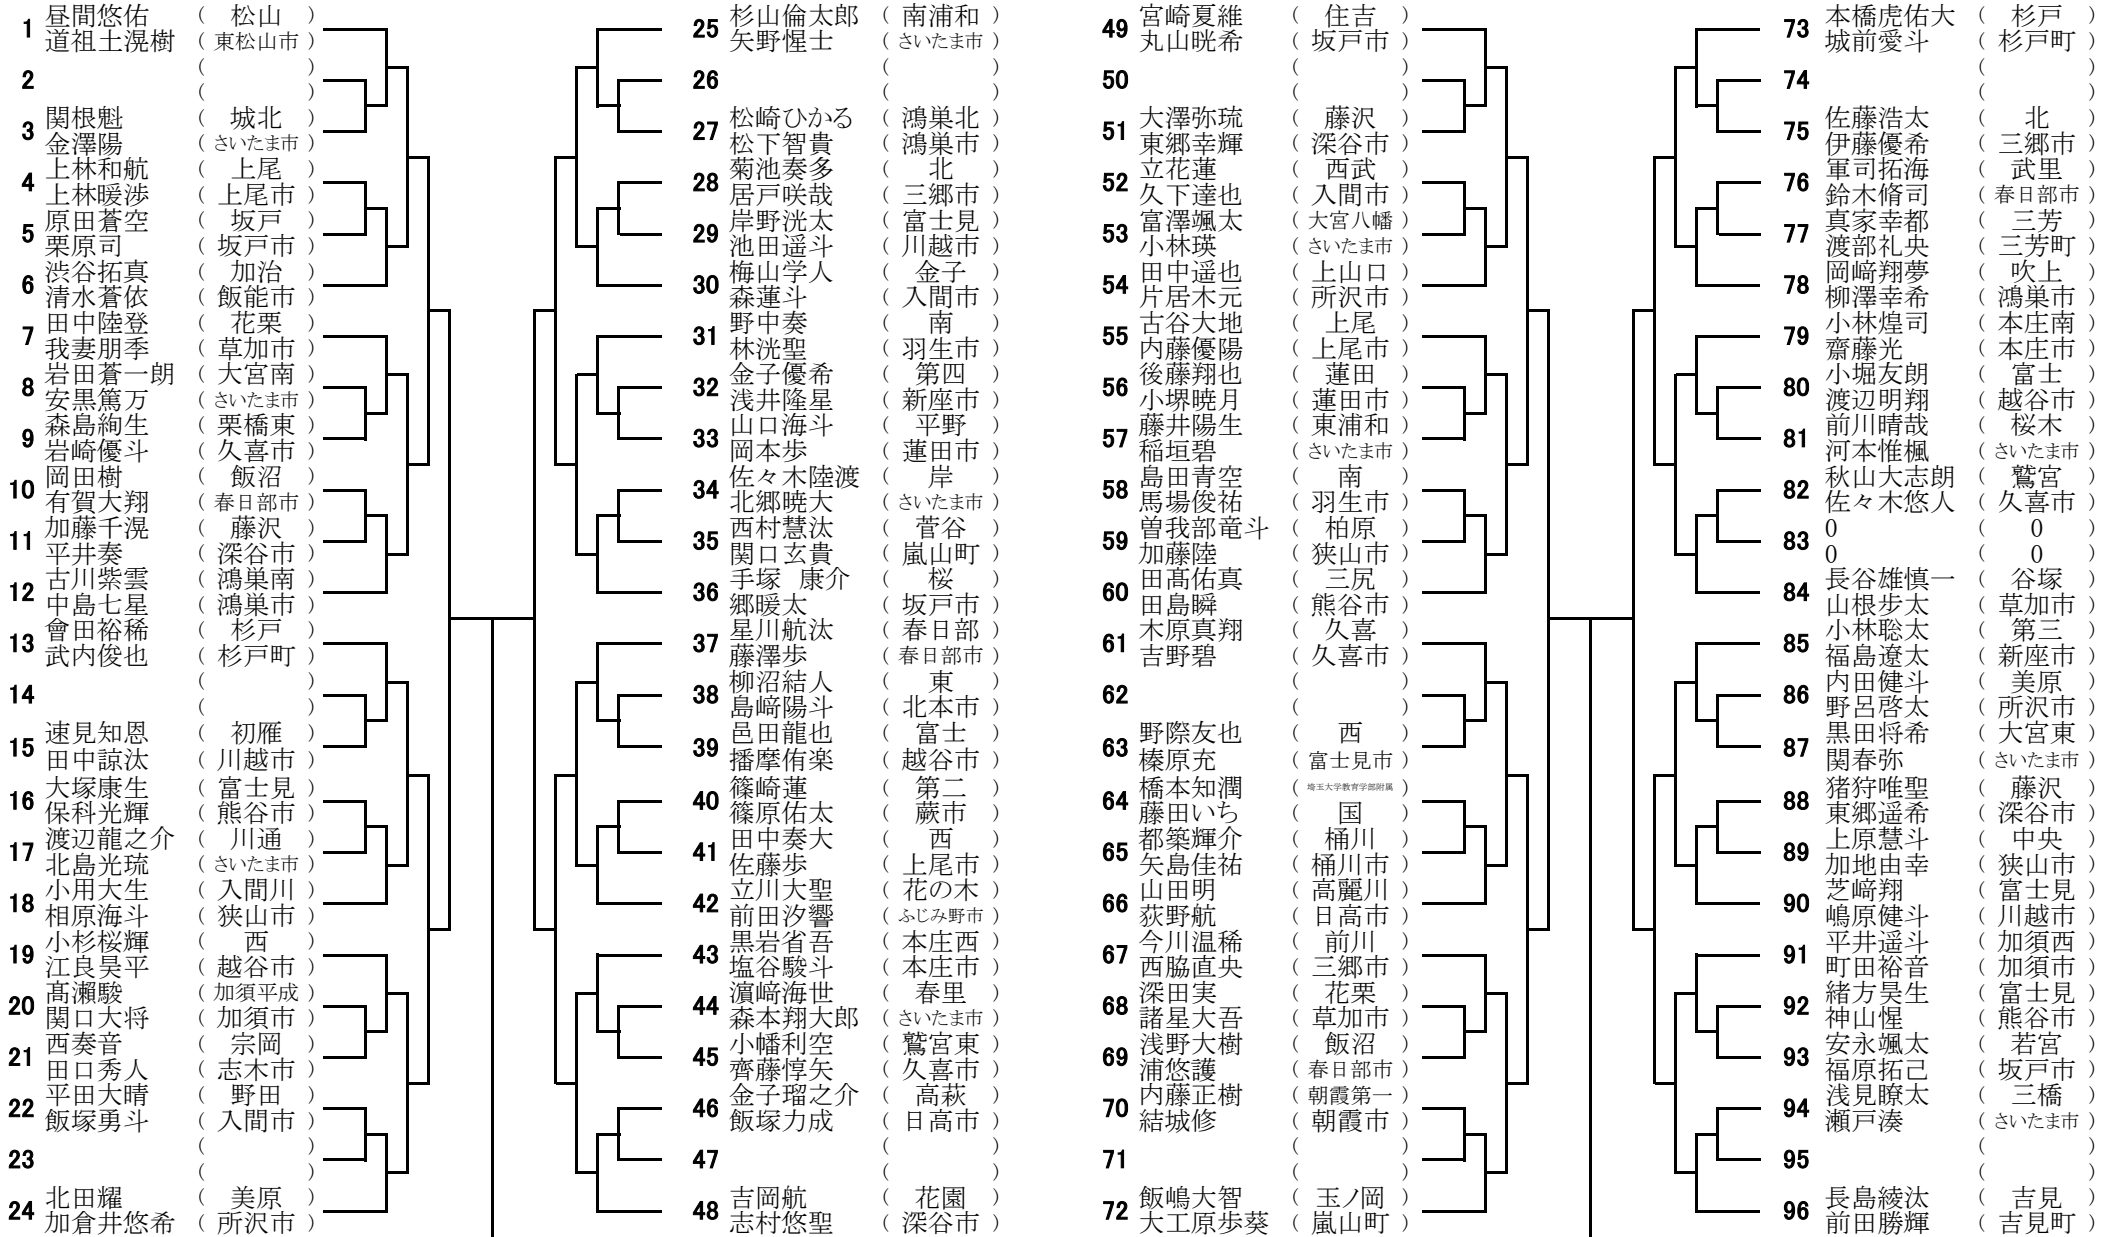 1 昼間悠佑 ( 松山 )
道祖土滉樹 ( 東松山市 )
2 ( )
( )
3 関根魁 ( 城北 )
金澤陽 ( さいたま市 )
4 上林和航 ( 上尾 )
上林暖渉 ( 上尾市 )
5 原田蒼空 ( 坂戸 )
栗原司 ( 坂戸市 )
6 渋谷拓真 ( 加治 )
清水蒼依 ( 飯能市 )
7 田中陸登 ( 花栗 )
我妻朋季 ( 草加市 )
8 岩田蒼一朗 ( 大宮南 )
安黒篤万 ( さいたま市 )
9 森島絢生 ( 栗橋東 )
岩崎優斗 ( 久喜市 )
10 岡田樹 ( 飯沼 )
有賀大翔 ( 春日部市 )
11 加藤千滉 ( 藤沢 )
平井奏 ( 深谷市 )
12 古川紫雲 ( 鴻巣南 )
中島七星 ( 鴻巣市 )
13 會田裕稀 ( 杉戸 )
武内俊也 ( 杉戸町 )
14 ( )
( )
15 速見知恩 ( 初雁 )
田中諒汰 ( 川越市 )
16 大塚康生 ( 富士見 )
保科光輝 ( 熊谷市 )
17 渡辺龍之介 ( 川通 )
北島光琉 ( さいたま市 )
18 小用大生 ( 入間川 )
相原海斗 ( 狭山市 )
19 小杉桜輝 ( 西 )
江良昊平 ( 越谷市 )
20 髙瀨駿 ( 加須平成 )
関口大将 ( 加須市 )
21 西奏音 ( 宗岡 )
田口秀人 ( 志木市 )
22 平田大晴 ( 野田 )
飯塚勇斗 ( 入間市 )
23 ( )
( )
24 北田耀 ( 美原 )
加倉井悠希 ( 所沢市 )
25 杉山倫太郎 ( 南浦和 )
矢野惺士 ( さいたま市 )
26 ( )
( )
27 松崎ひかる ( 鴻巣北 )
松下智貴 ( 鴻巣市 )
28 菊池奏多 ( 北 )
居戸咲哉 ( 三郷市 )
29 岸野洸太 ( 富士見 )
池田遥斗 ( 川越市 )
30 梅山学人 ( 金子 )
森蓮斗 ( 入間市 )
31 野中奏 ( 南 )
林洸聖 ( 羽生市 )
32 金子優希 ( 第四 )
浅井隆星 ( 新座市 )
33 山口海斗 ( 平野 )
岡本歩 ( 蓮田市 )
34 佐々木陸渡 ( 岸 )
北郷暁大 ( さいたま市 )
35 西村慧汰 ( 菅谷 )
関口玄貴 ( 嵐山町 )
36 手塚 康介 ( 桜 )
郷暖太 ( 坂戸市 )
37 星川航汰 ( 春日部 )
藤澤歩 ( 春日部市 )
38 柳沼結人 ( 東 )
島﨑陽斗 ( 北本市 )
39 邑田龍也 ( 富士 )
播摩侑楽 ( 越谷市 )
40 篠崎蓮 ( 第二 )
篠原佑太 ( 蕨市 )
41 田中奏大 ( 西 )
佐藤歩 ( 上尾市 )
42 立川大聖 ( 花の木 )
前田汐響 ( ふじみ野市 )
43 黒岩省吾 ( 本庄西 )
塩谷駿斗 ( 本庄市 )
44 濵﨑海世 ( 春里 )
森本翔大郎 ( さいたま市 )
45 小幡利空 ( 鷲宮東 )
齊藤惇矢 ( 久喜市 )
46 金子瑠之介 ( 高萩 )
飯塚力成 ( 日高市 )
47 ( )
( )
48 吉岡航 ( 花園 )
志村悠聖 ( 深谷市 )
49 宮崎夏維 ( 住吉 )
丸山晄希 ( 坂戸市 )
50 ( )
( )
51 大澤弥琉 ( 藤沢 )
東郷幸輝 ( 深谷市 )
52 立花蓮 ( 西武 )
久下達也 ( 入間市 )
53 富澤颯太 ( 大宮八幡 )
小林瑛 ( さいたま市 )
54 田中遥也 ( 上山口 )
片居木元 ( 所沢市 )
55 古谷大地 ( 上尾 )
内藤優陽 ( 上尾市 )
56 後藤翔也 ( 蓮田 )
小堺暁月 ( 蓮田市 )
57 藤井陽生 ( 東浦和 )
稲垣碧 ( さいたま市 )
58 島田青空 ( 南 )
馬場俊祐 ( 羽生市 )
59 曽我部竜斗 ( 柏原 )
加藤陸 ( 狭山市 )
60 田髙佑真 ( 三尻 )
田島瞬 ( 熊谷市 )
61 木原真翔 ( 久喜 )
吉野碧 ( 久喜市 )
62 ( )
( )
63 野際友也 ( 西 )
榛原充 ( 富士見市 )
64 橋本知潤 ( 埼玉大学教育学部附属 )
藤田いち ( 国 )
65 都築輝介 ( 桶川 )
矢島佳祐 ( 桶川市 )
66 山田明 ( 高麗川 )
荻野航 ( 日高市 )
67 今川温稀 ( 前川 )
西脇直央 ( 三郷市 )
68 深田実 ( 花栗 )
諸星大吾 ( 草加市 )
69 浅野大樹 ( 飯沼 )
浦悠護 ( 春日部市 )
70 内藤正樹 ( 朝霞第一 )
結城修 ( 朝霞市 )
71 ( )
( )
72 飯嶋大智 ( 玉ノ岡 )
大工原歩葵 ( 嵐山町 )
73 本橋虎佑大 ( 杉戸 )
城前愛斗 ( 杉戸町 )
74 ( )
( )
75 佐藤浩太 ( 北 )
伊藤優希 ( 三郷市 )
76 軍司拓海 ( 武里 )
鈴木脩司 ( 春日部市 )
77 真家幸都 ( 三芳 )
渡部礼央 ( 三芳町 )
78 岡﨑翔夢 ( 吹上 )
柳澤幸希 ( 鴻巣市 )
79 小林煌司 ( 本庄南 )
齋藤光 ( 本庄市 )
80 小堀友朗 ( 富士 )
渡辺明翔 ( 越谷市 )
81 前川晴哉 ( 桜木 )
河本惟楓 ( さいたま市 )
82 秋山大志朗 ( 鷲宮 )
佐々木悠人 ( 久喜市 )
83 0 ( 0 )
0 ( 0 )
84 長谷雄慎一 ( 谷塚 )
山根歩太 ( 草加市 )
85 小林聡太 ( 第三 )
福島遼太 ( 新座市 )
86 内田健斗 ( 美原 )
野呂啓太 ( 所沢市 )
87 黒田将希 ( 大宮東 )
関春弥 ( さいたま市 )
88 猪狩唯聖 ( 藤沢 )
東郷遥希 ( 深谷市 )
89 上原慧斗 ( 中央 )
加地由幸 ( 狭山市 )
90 芝﨑翔 ( 富士見 )
嶋原健斗 ( 川越市 )
91 平井遥斗 ( 加須西 )
町田裕音 ( 加須市 )
92 緒方昊生 ( 富士見 )
神山惺 ( 熊谷市 )
93 安永颯太 ( 若宮 )
福原拓己 ( 坂戸市 )
94 浅見瞭太 ( 三橋 )
瀬戸湊 ( さいたま市 )
95 ( )
( )
96 長島綾汰 ( 吉見 )
前田勝輝 ( 吉見町 )